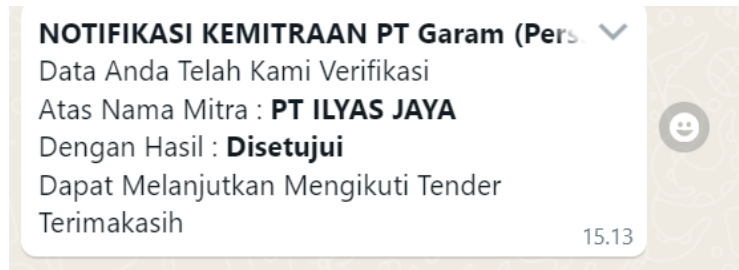 NOTIFIKASI KEMITRAAN PT Garam (Pers
Data Anda Telah Kami Verifikasi
Atas Nama Mitra : PT ILYAS JAYA
Dengan Hasil : Disetujui
Dapat Melanjutkan Mengikuti Tender
Terimakasih
15.13